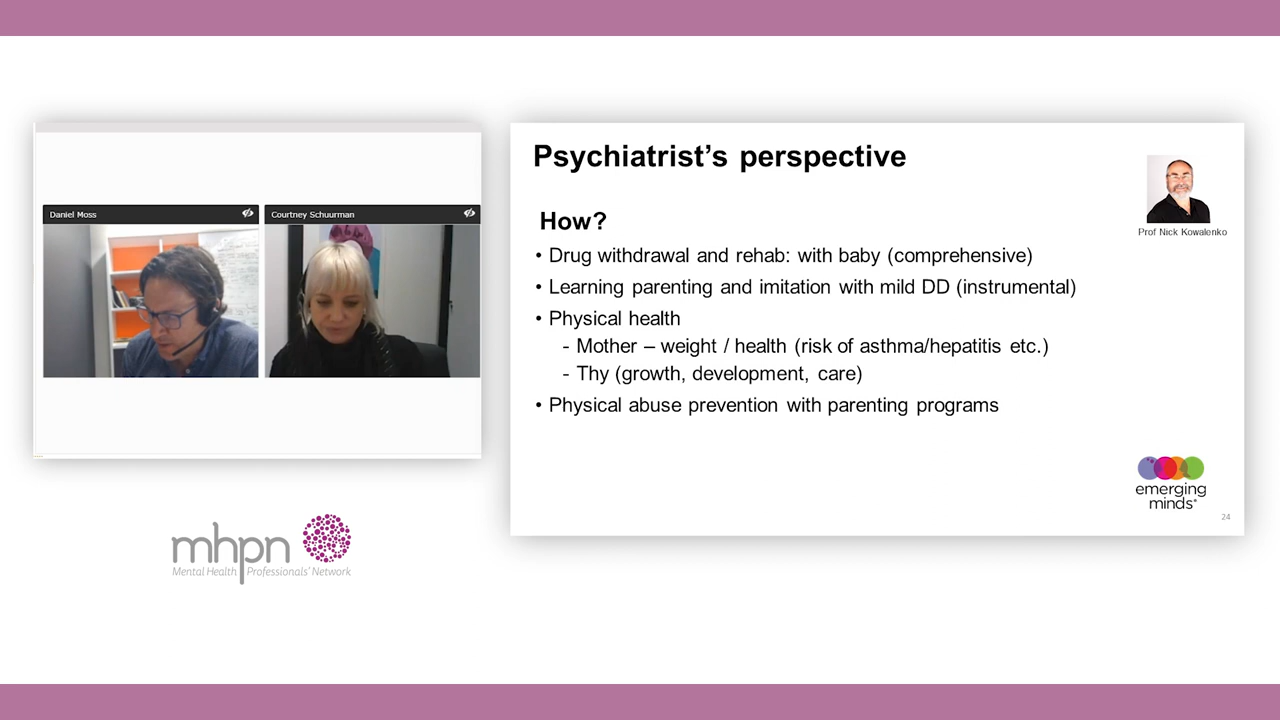 Daniel Moss
Courtney Schuurman
mhpn
Mental Health Professionals' Network
Psychiatrist’s perspective
Prof Nick Kowalenko
How?
• Drug withdrawal and rehab: with baby (comprehensive)
• Learning parenting and imitation with mild DD (instrumental)
• Physical health
- Mother – weight / health (risk of asthma/hepatitis etc.)
- Thy (growth, development, care)
• Physical abuse prevention with parenting programs
emerging
minds
24